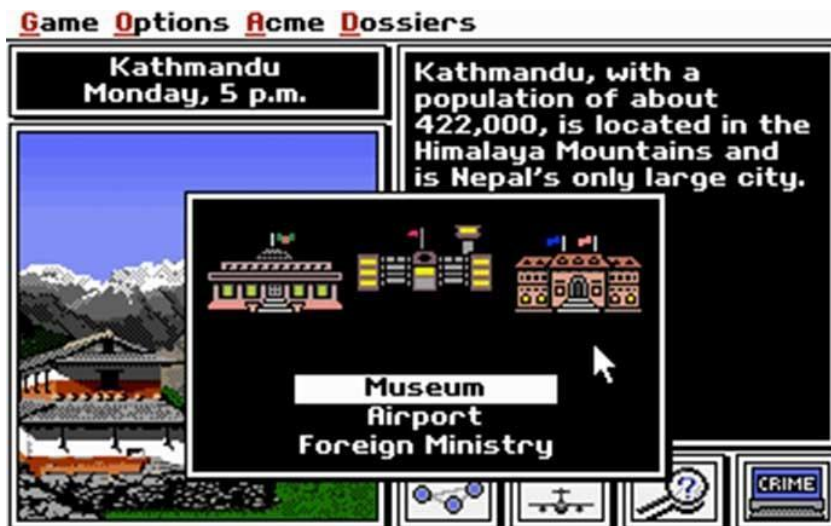 Game Options Acme Dossiers
Kathmandu
Monday, 5 p.m.
Kathmandu, with a
population of about
422,000, is located in the
Himalaya Mountains and
is Nepal's only large city.
Museum
Airport
Foreign Ministry
?
CRIME